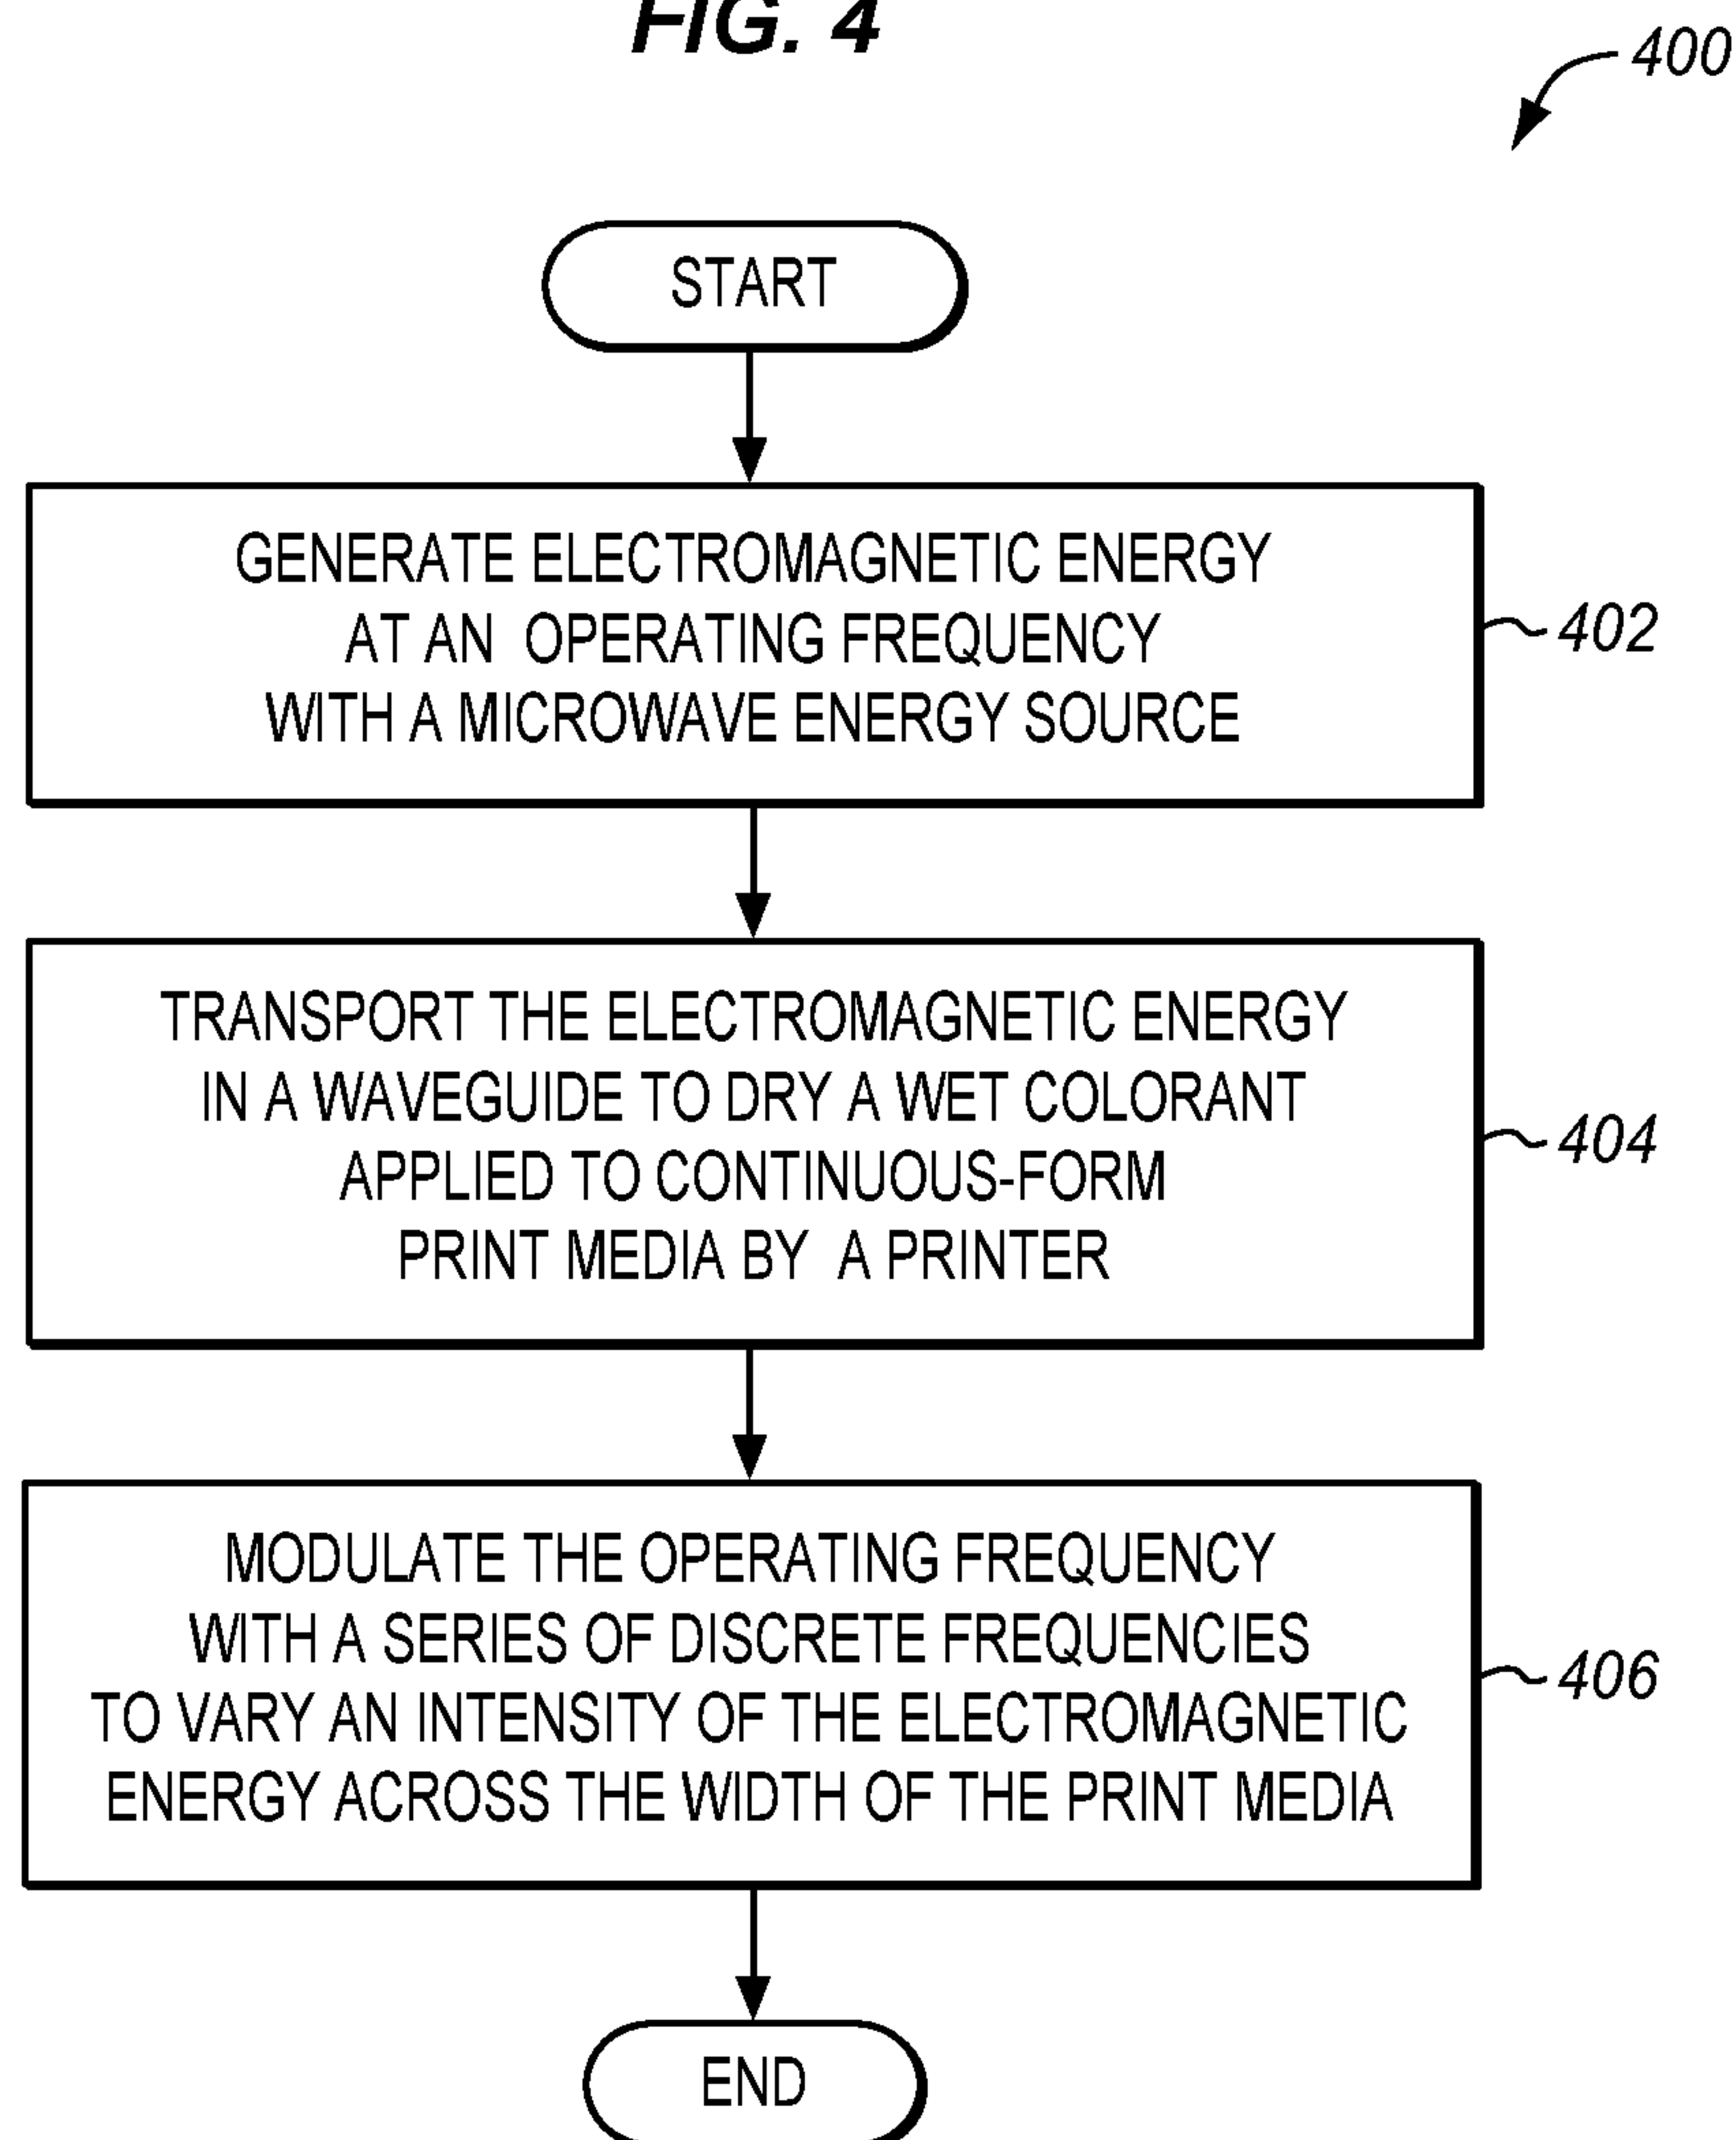 FIG. 4
400
START
GENERATE ELECTROMAGNETIC ENERGY
AT AN OPERATING FREQUENCY
WITH A MICROWAVE ENERGY SOURCE
402
TRANSPORT THE ELECTROMAGNETIC ENERGY
IN A WAVEGUIDE TO DRY A WET COLORANT
APPLIED TO CONTINUOUS-FORM
PRINT MEDIA BY A PRINTER
404
MODULATE THE OPERATING FREQUENCY
WITH A SERIES OF DISCRETE FREQUENCIES
TO VARY AN INTENSITY OF THE ELECTROMAGNETIC
ENERGY ACROSS THE WIDTH OF THE PRINT MEDIA
406
END